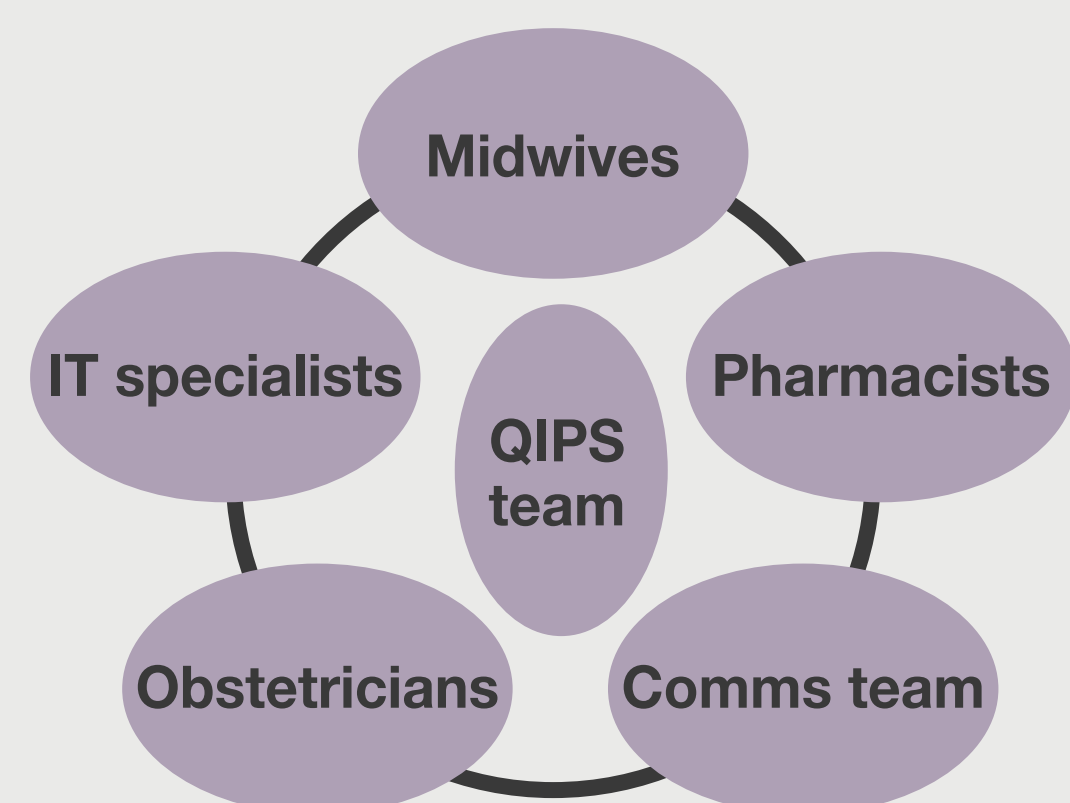 Midwives
IT specialists
Pharmacists
QIPS
team
Obstetricians
Comms team